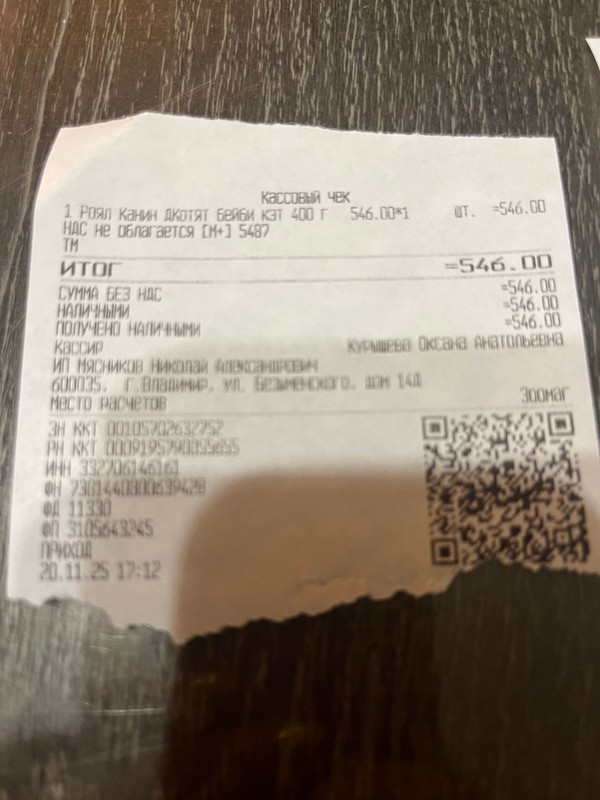 Кассовый чек
1 Роял Канин дкотят Бейби кэт 400 г 546.00*1 шт. =546.00
НДС не облагается [М+] 5487
ТМ
ИТОГ =546.00
СУММА БЕЗ НДС =546.00
НАЛИЧНЫМИ =546.00
ПОЛУЧЕНО НАЛИЧНЫМИ =546.00
Кассир Курышева Оксана Анатольевна
ИП Мясников Николай Александрович
600035, г.Владимир, ул. Безыменского, дом 14Д
Место расчетов Зоомаг
ЗН ККТ 00105702632752
РН ККТ 0009195790055655
ИНН 332706146161
ФН
ФД 11330
ФП 3105643245
ПРИХОД
20.11.25 17:12